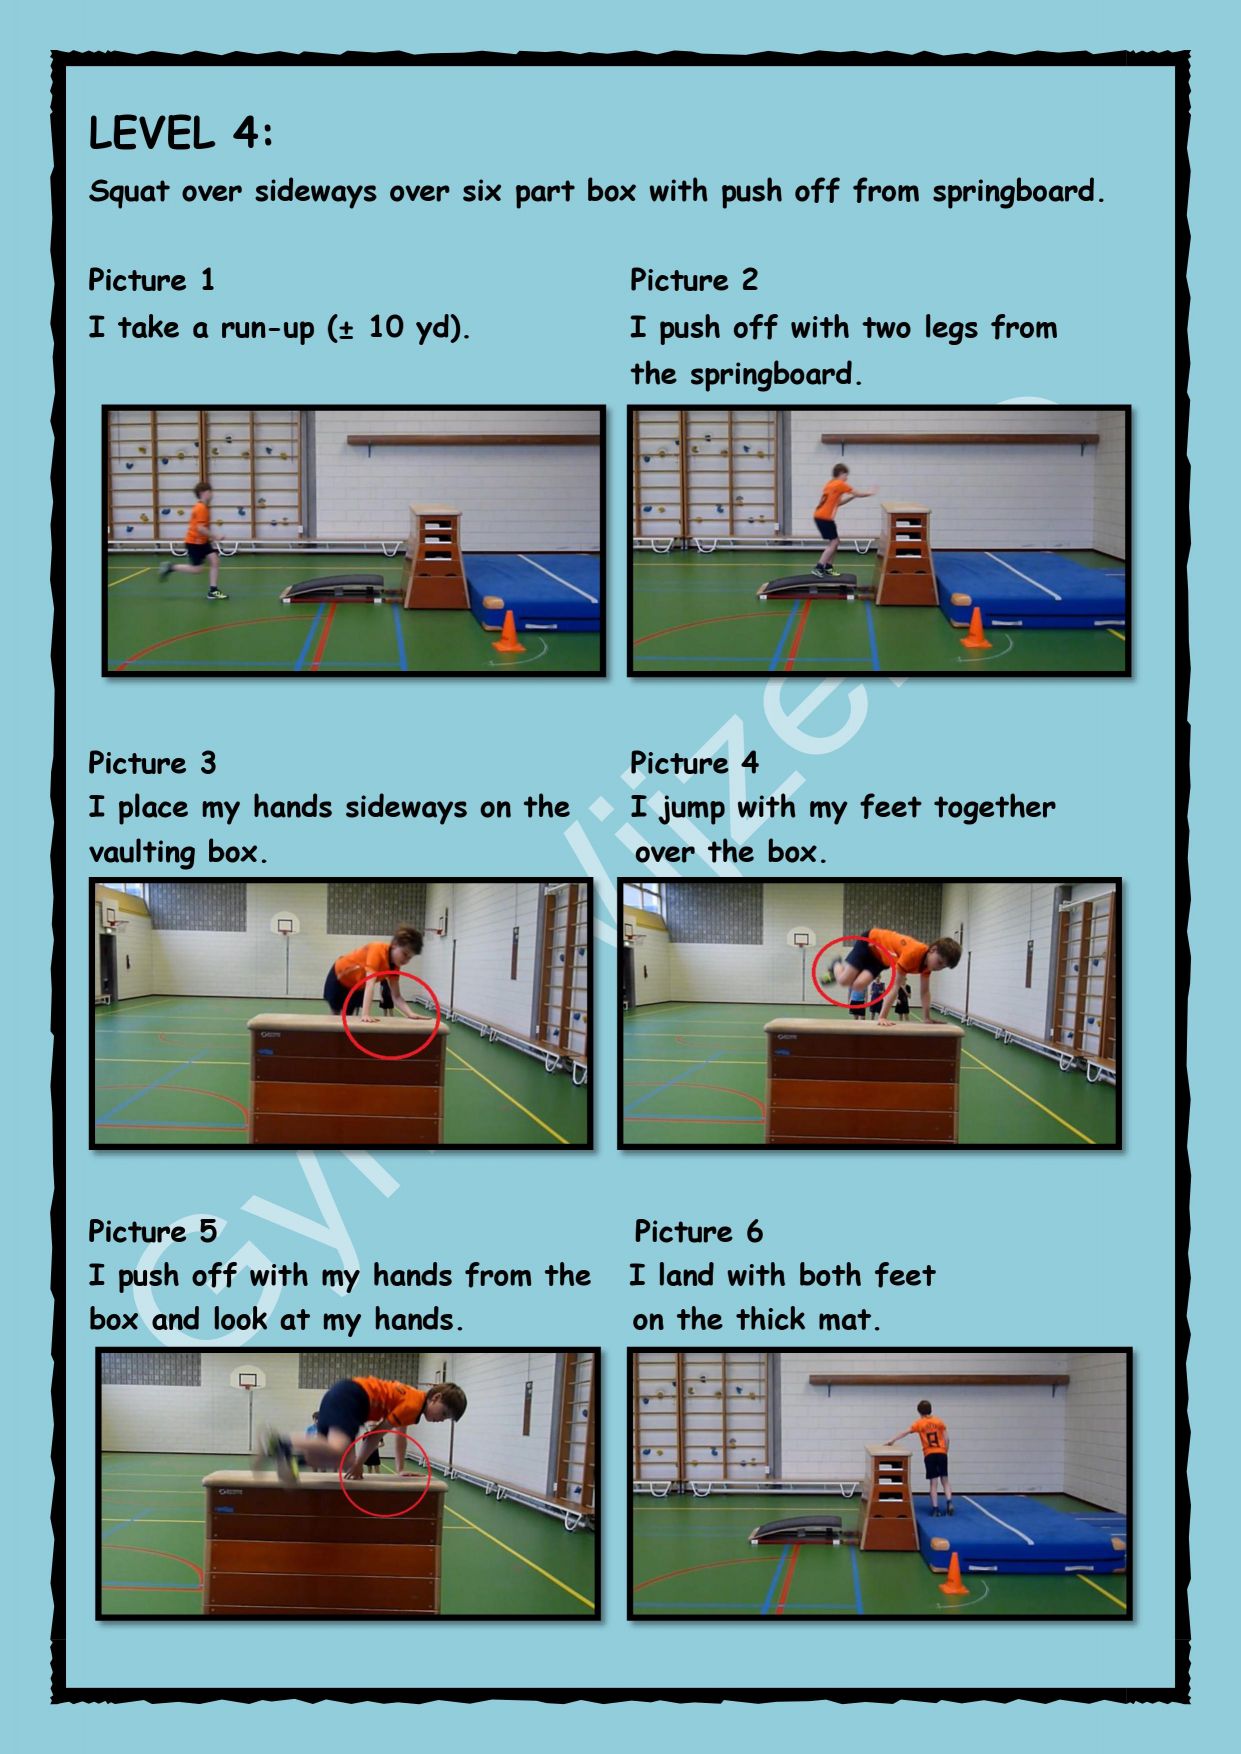 LEVEL 4:
Squat over sideways over six part box with push off from springboard.
Picture 1
I take a run-up (± 10 yd).
Picture 2
I push off with two legs from
the springboard.
Picture 3
I place my hands sideways on the
vaulting box.
Picture 4
I jump with my feet together
over the box.
Picture 5
I push off with my hands from the
box and look at my hands.
Picture 6
I land with both feet
on the thick mat.
8